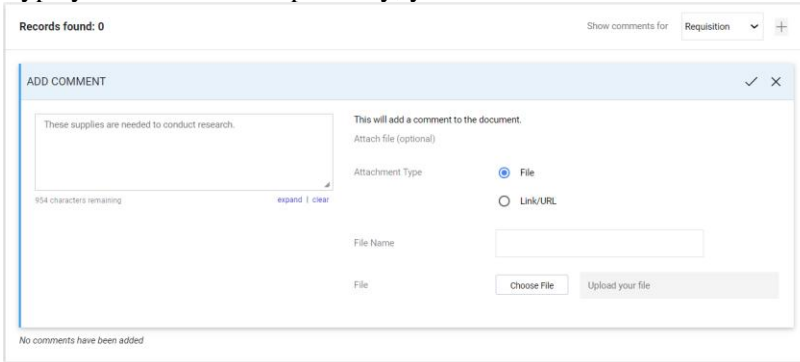 Records found: 0
Show comments for Requisition
ADD COMMENT
These supplies are needed to conduct research.
954 characters remaining
expand | clear
This will add a comment to the document.
Attach file (optional)
Attachment Type
File
Link/URL
File Name
File
Choose File
Upload your file
No comments have been added